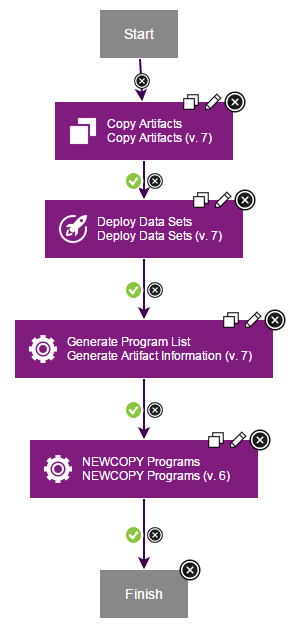 Start
Copy Artifacts
Copy Artifacts (v. 7)
Deploy Data Sets
Deploy Data Sets (v. 7)
Generate Program List
Generate Artifact Information (v. 7)
NEWCOPY Programs
NEWCOPY Programs (v. 6)
Finish